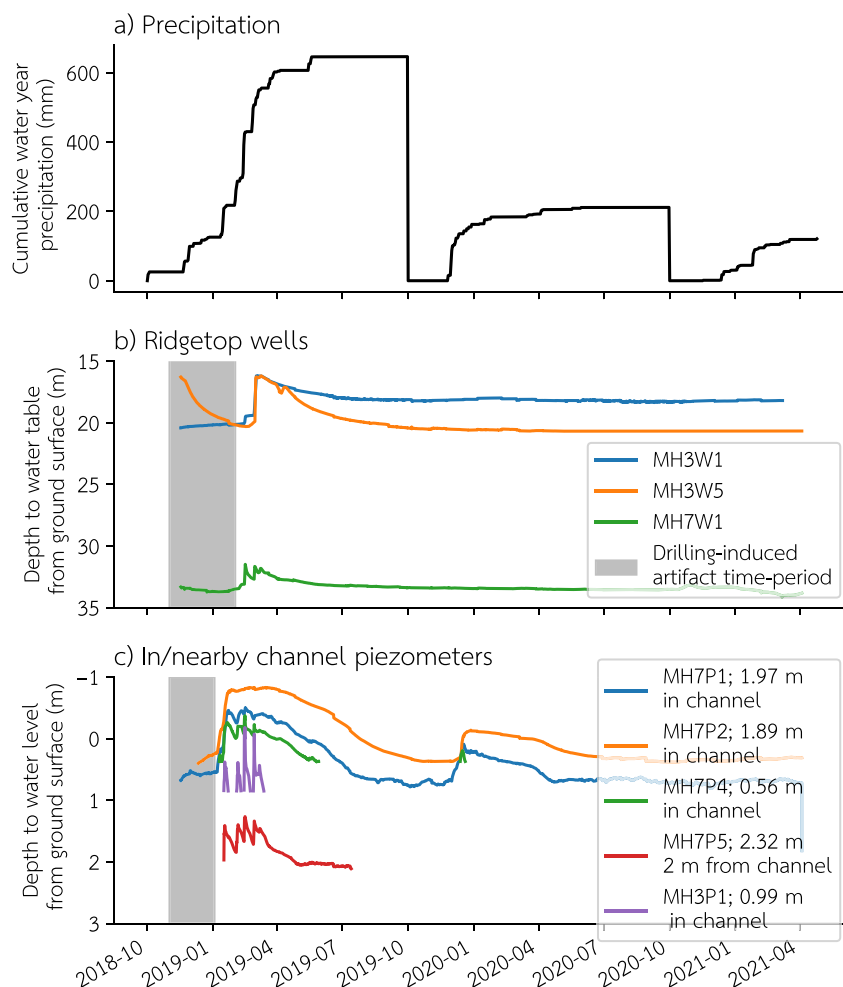 a) Precipitation
Cumulative water year
precipitation (mm)
600
400
200
0
b) Ridgetop wells
Depth to water table
from ground surface (m)
15
20
25
30
35
MH3W1
MH3W5
MH7W1
Drilling-induced
artifact time-period
c) In/nearby channel piezometers
Depth to water level
from ground surface (m)
-1
0
1
2
3
MH7P1; 1.97 m
in channel
MH7P2; 1.89 m
in channel
MH7P4; 0.56 m
in channel
MH7P5; 2.32 m
2 m from channel
MH3P1; 0.99 m
in channel
2018-10
2019-01
2019-04
2019-07
2019-10
2020-01
2020-04
2020-07
2020-10
2021-01
2021-04